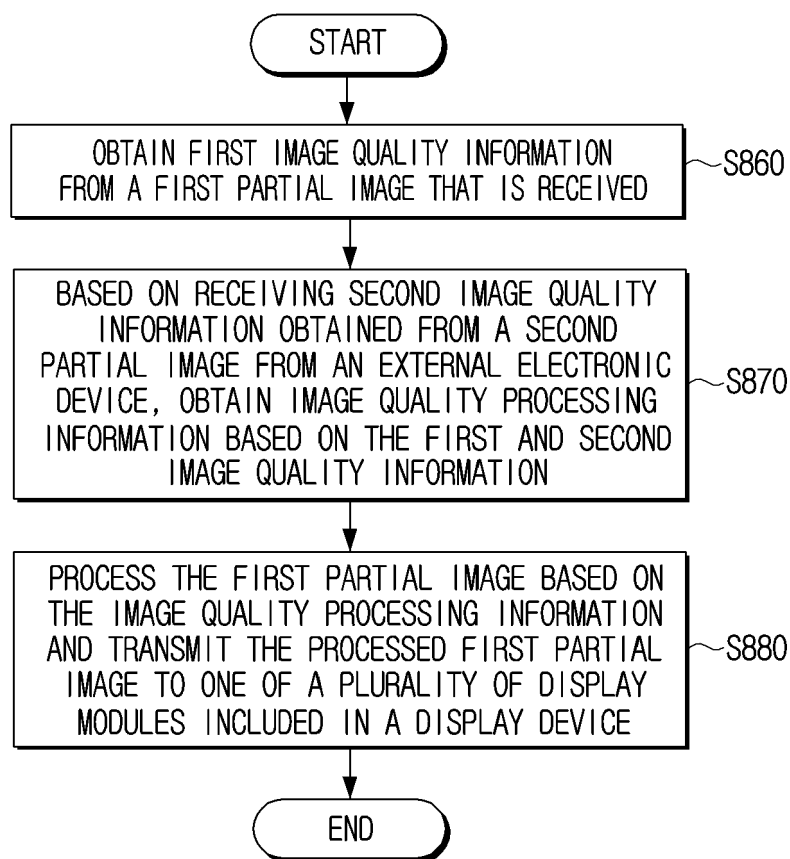 START
OBTAIN FIRST IMAGE QUALITY INFORMATION
FROM A FIRST PARTIAL IMAGE THAT IS RECEIVED
S860
BASED ON RECEIVING SECOND IMAGE QUALITY
INFORMATION OBTAINED FROM A SECOND
PARTIAL IMAGE FROM AN EXTERNAL ELECTRONIC
DEVICE, OBTAIN IMAGE QUALITY PROCESSING
INFORMATION BASED ON THE FIRST AND SECOND
IMAGE QUALITY INFORMATION
S870
PROCESS THE FIRST PARTIAL IMAGE BASED ON
THE IMAGE QUALITY PROCESSING INFORMATION
AND TRANSMIT THE PROCESSED FIRST PARTIAL
IMAGE TO ONE OF A PLURALITY OF DISPLAY
MODULES INCLUDED IN A DISPLAY DEVICE
S880
END